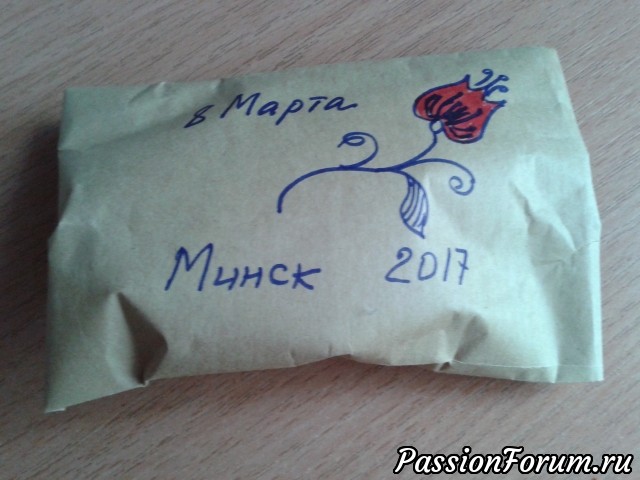 8 Марта
Минск 2017
PassionForum.ru